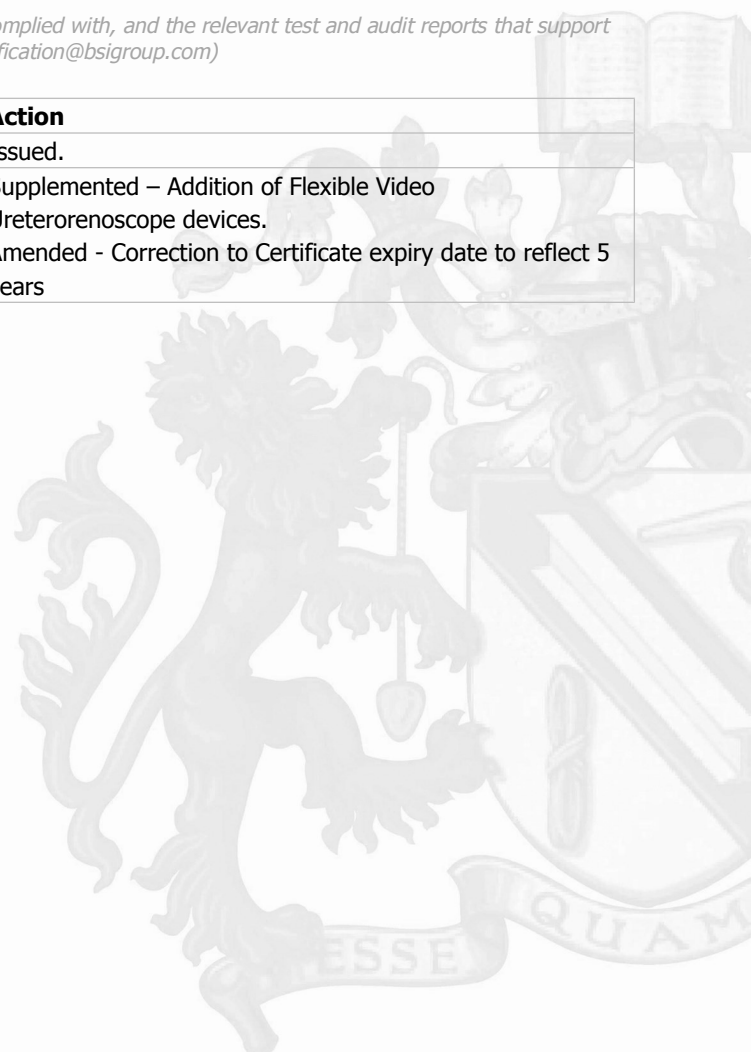 omplied with, and the relevant test and audit reports that support
fication@bsigroup.com)
Action
ssued.
Supplemented – Addition of Flexible Video
Ureterorenoscope devices.
Amended - Correction to Certificate expiry date to reflect 5
ears
ESSE QUAM